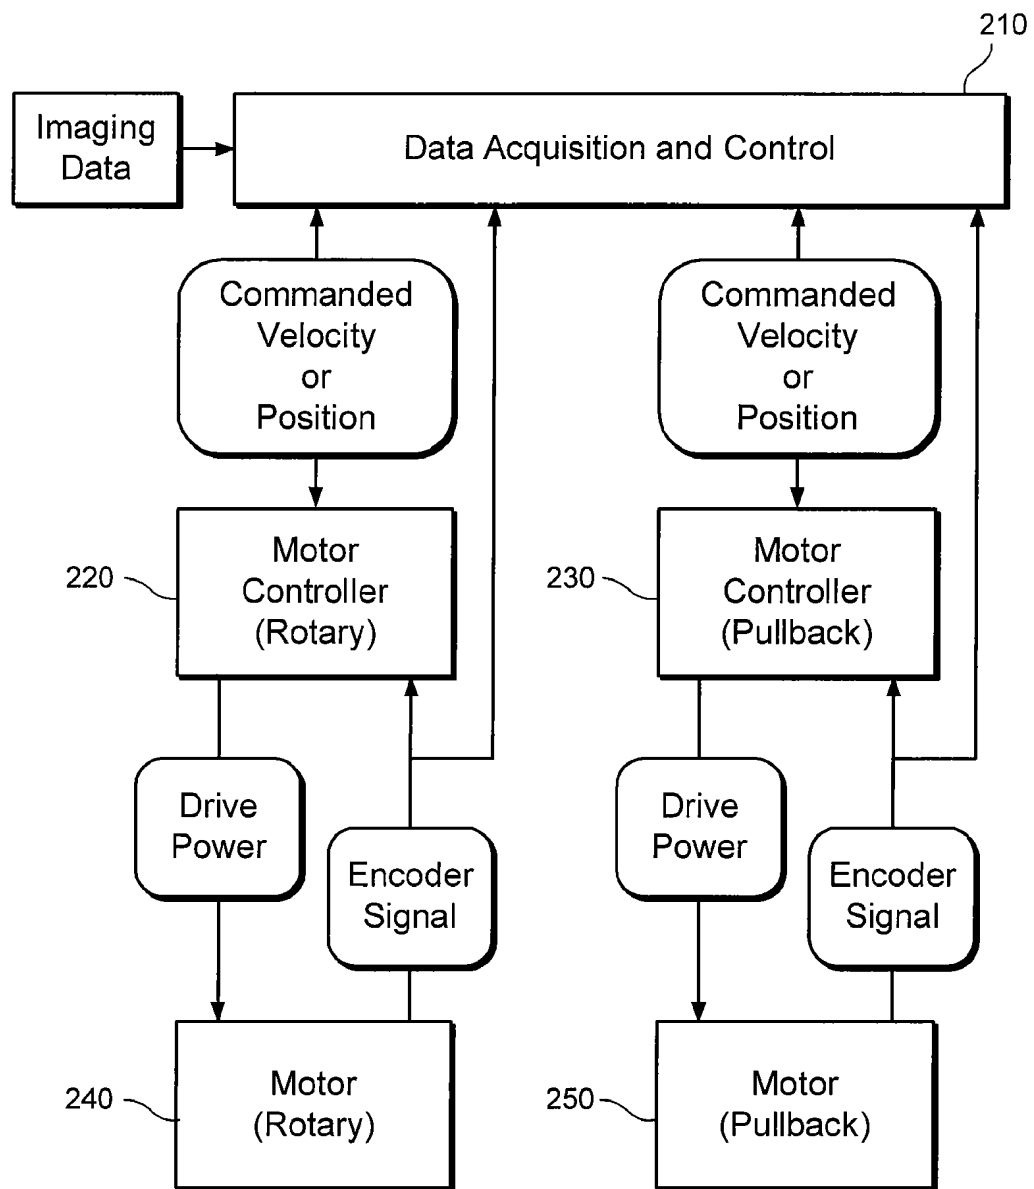 210
Imaging
Data
Data Acquisition and Control
Commanded
Velocity
or
Position
Commanded
Velocity
or
Position
220
Motor
Controller
(Rotary)
230
Motor
Controller
(Pullback)
Drive
Power
Encoder
Signal
Drive
Power
Encoder
Signal
240
Motor
(Rotary)
250
Motor
(Pullback)